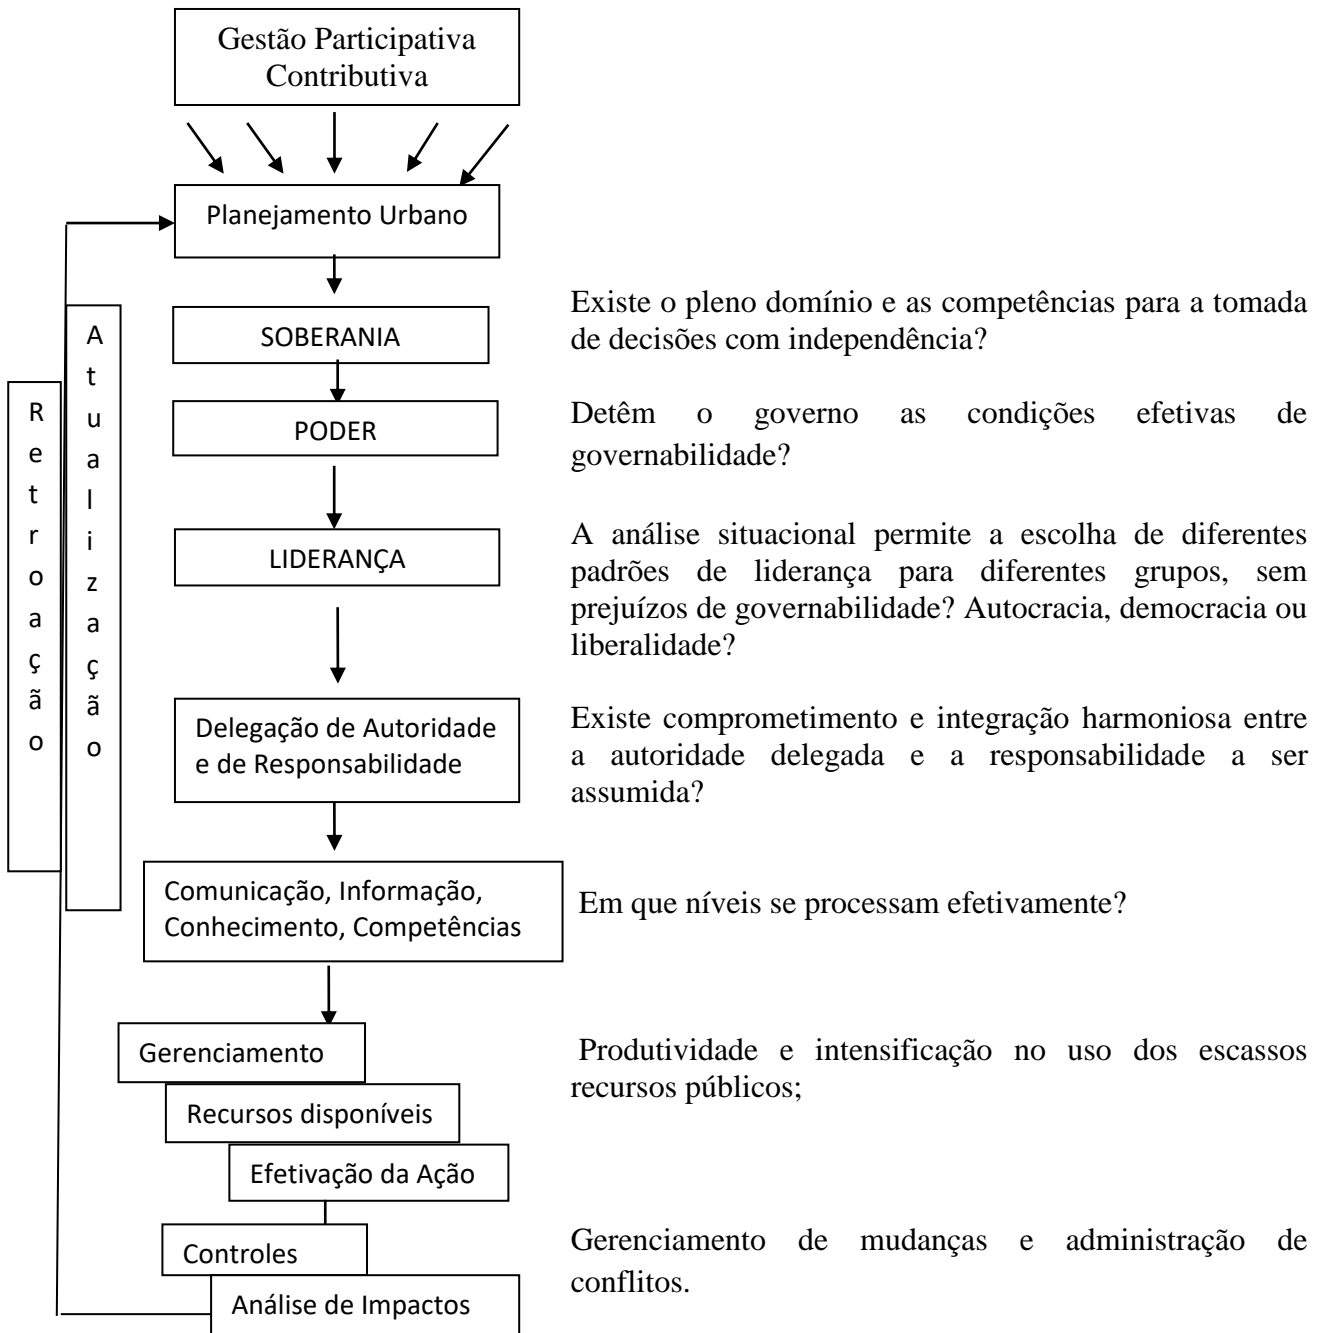 Gestão Participativa
Contributiva
Planejamento Urbano
SOBERANIA
Existe o pleno domínio e as competências para a tomada
de decisões com independência?
PODER
Detêm o governo as condições efetivas de
governabilidade?
LIDERANÇA
A análise situacional permite a escolha de diferentes
padrões de liderança para diferentes grupos, sem
prejuízos de governabilidade? Autocracia, democracia ou
liberalidade?
Retroação
Atualização
Delegação de Autoridade
e de Responsabilidade
Existe comprometimento e integração harmoniosa entre
a autoridade delegada e a responsabilidade a ser
assumida?
Comunicação, Informação,
Conhecimento, Competências
Em que níveis se processam efetivamente?
Gerenciamento
Recursos disponíveis
Efetivação da Ação
Produtividade e intensificação no uso dos escassos
recursos públicos;
Controles
Análise de Impactos
Gerenciamento de mudanças e administração de
conflitos.